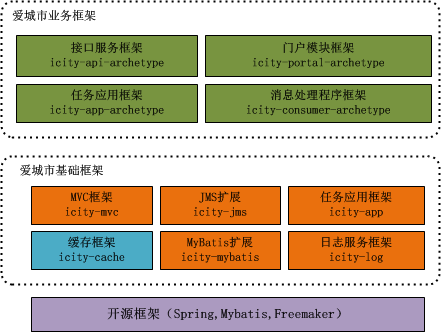 爱城市业务框架
接口服务框架
icity-api-archetype
门户模块框架
icity-portal-archetype
任务应用框架
icity-app-archetype
消息处理程序框架
icity-consumer-archetype
爱城市基础框架
MVC框架
icity-mvc
JMS扩展
icity-jms
任务应用框架
icity-app
缓存框架
icity-cache
MyBatis扩展
icity-mybatis
日志服务框架
icity-log
开源框架（Spring,Mybatis,Freemaker）